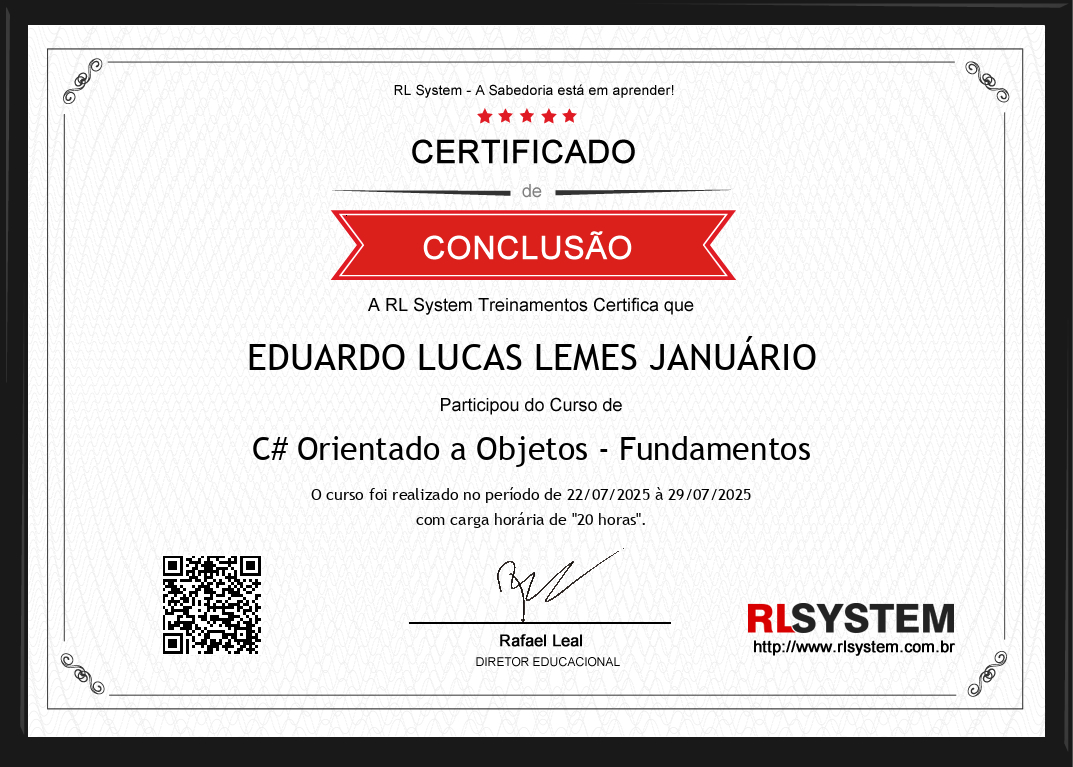 RL System - A Sabedoria está em aprender!
CERTIFICADO
de
CONCLUSÃO
A RL System Treinamentos Certifica que
EDUARDO LUCAS LEMES JANUÁRIO
Participou do Curso de
C# Orientado a Objetos - Fundamentos
O curso foi realizado no período de 22/07/2025 à 29/07/2025
com carga horária de "20 horas".
Rafael Leal
DIRETOR EDUCACIONAL
RLSYSTEM
http://www.rlsystem.com.br